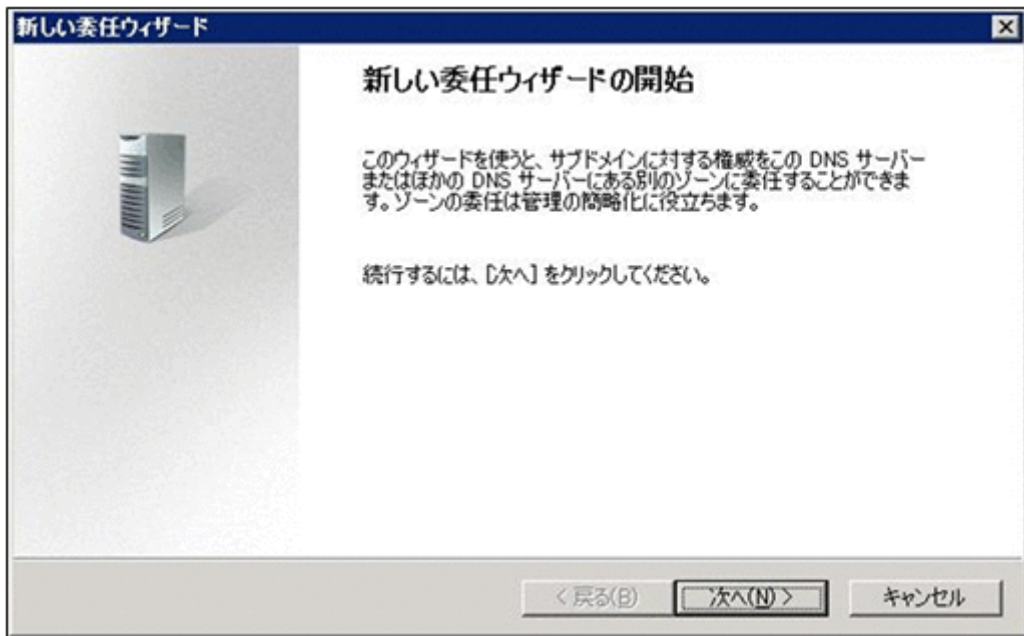 新しい委任ウィザード
新しい委任ウィザードの開始
このウィザードを使うと、サブドメインに対する権威をこの DNS サーバー
またはほかの DNS サーバーにある別のゾーンに委任することができま
す。ゾーンの委任は管理の簡略化に役立ちます。
続行するには、[次へ] をクリックしてください。
< 戻る(B)
次へ(N) >
キャンセル